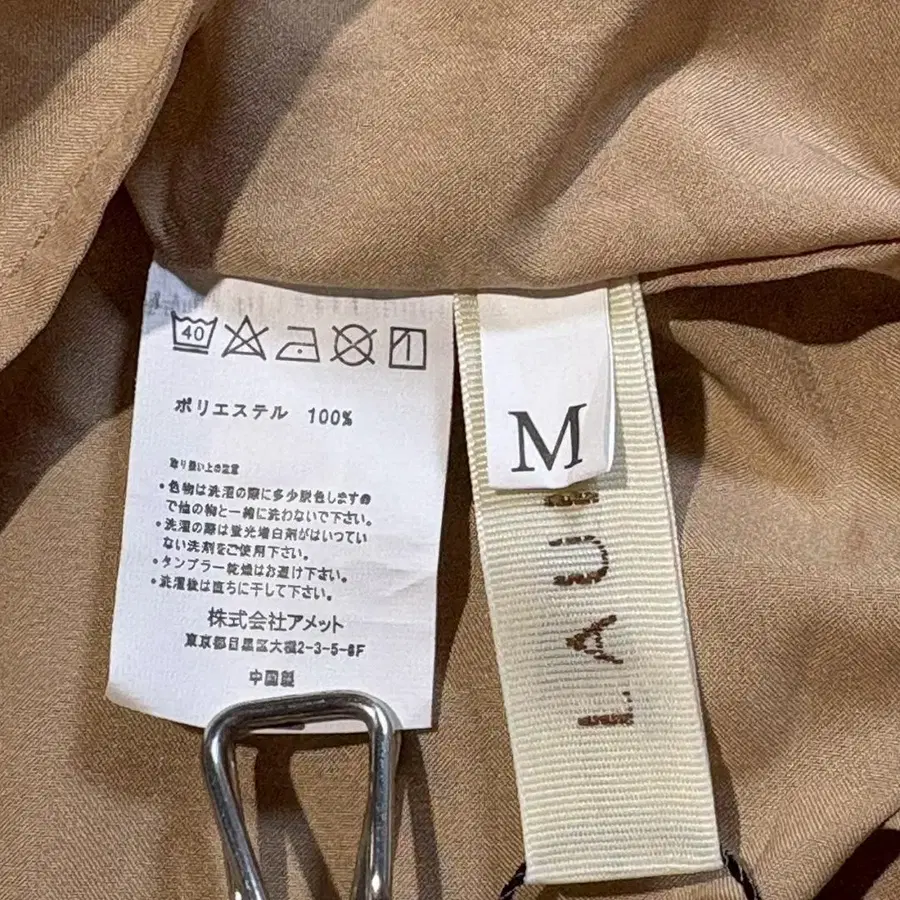 40
ポリエステル 100%
取り扱い上の注意
・色物は洗濯の際に多少脱色しますの
で他の物と一緒に洗わないで下さい。
・洗濯の際は蛍光増白剤がはいってい
ない洗剤をご使用下さい。
・タンブラー乾燥はお避け下さい。
・洗濯後は直ちに干して下さい。
株式会社アメット
東京都目黒区大橋2-3-5-6F
中国製
M
LAU